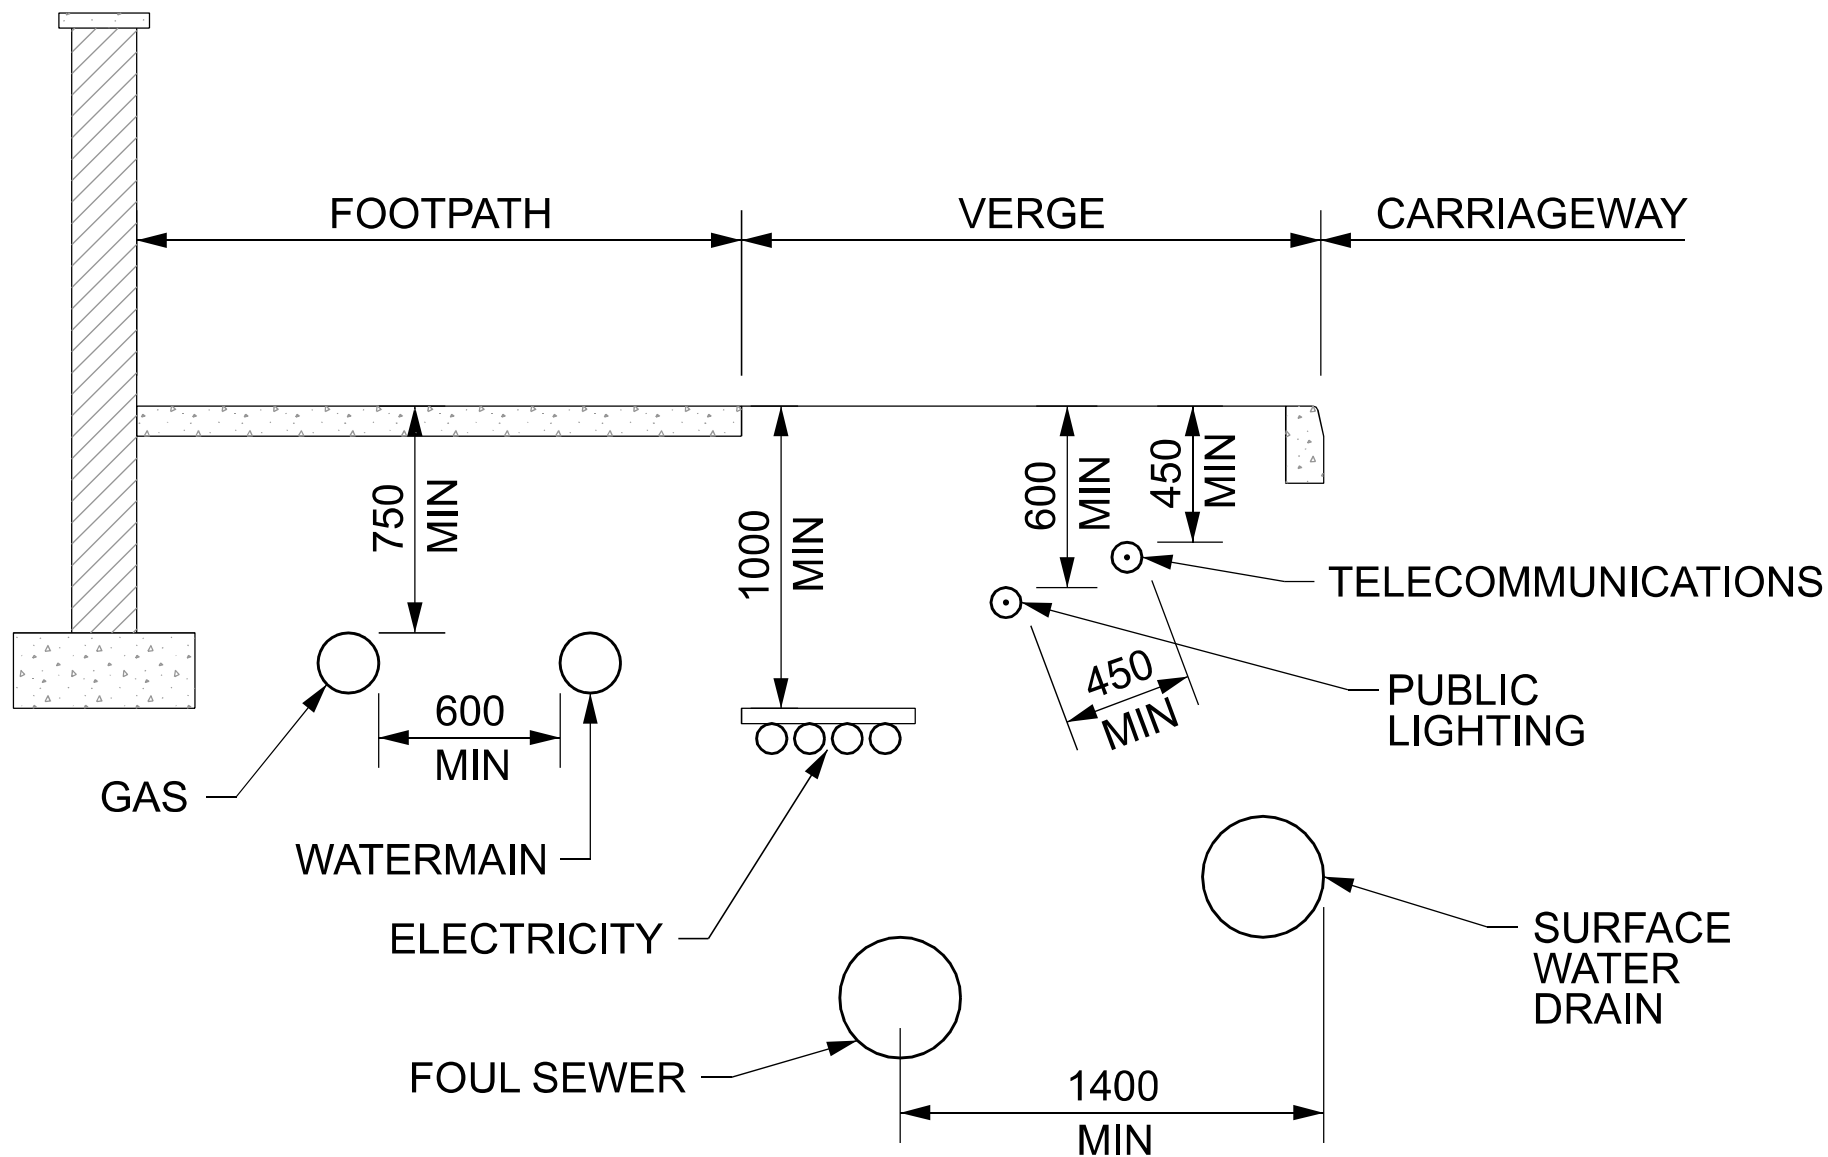 FOOTPATH
VERGE
CARRIAGEWAY
750
MIN
1000
MIN
600
MIN
450
MIN
TELECOMMUNICATIONS
450
MIN
PUBLIC
LIGHTING
600
MIN
GAS
WATERMAIN
ELECTRICITY
SURFACE
WATER
DRAIN
FOUL SEWER
1400
MIN